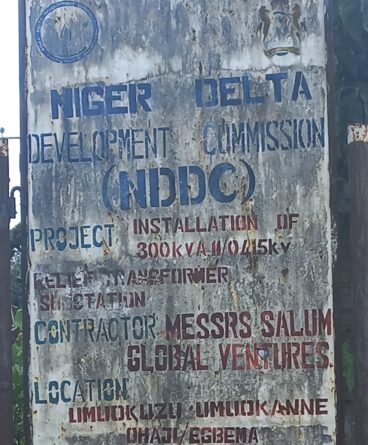 NIGER DELTA
DEVELOPMENT COMMISSION
(NDDC)
PROJECT INSTALLATION OF
300KVA.11/0.415KV
RELIEF TRANSFORMER
SUBSTATION
CONTRACTOR MESSRS SALUM
GLOBAL VENTURES.
LOCATION
UMUOKUZU UMUOKANNE
OHAJI/EGBEMA